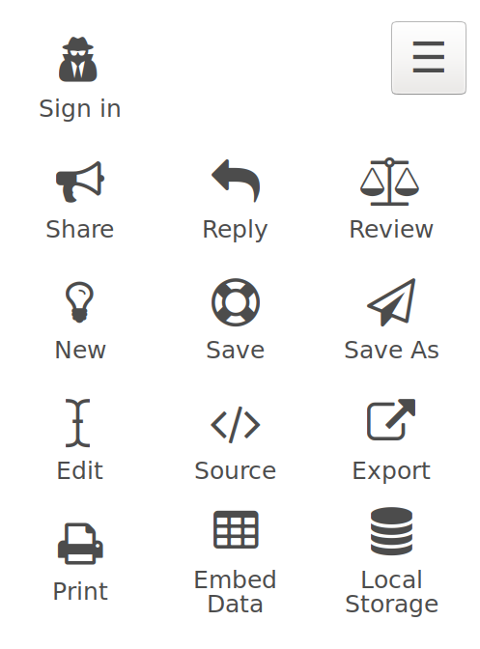 Sign in
Share Reply Review
New Save Save As
Edit Source Export
Print Embed Data Local Storage